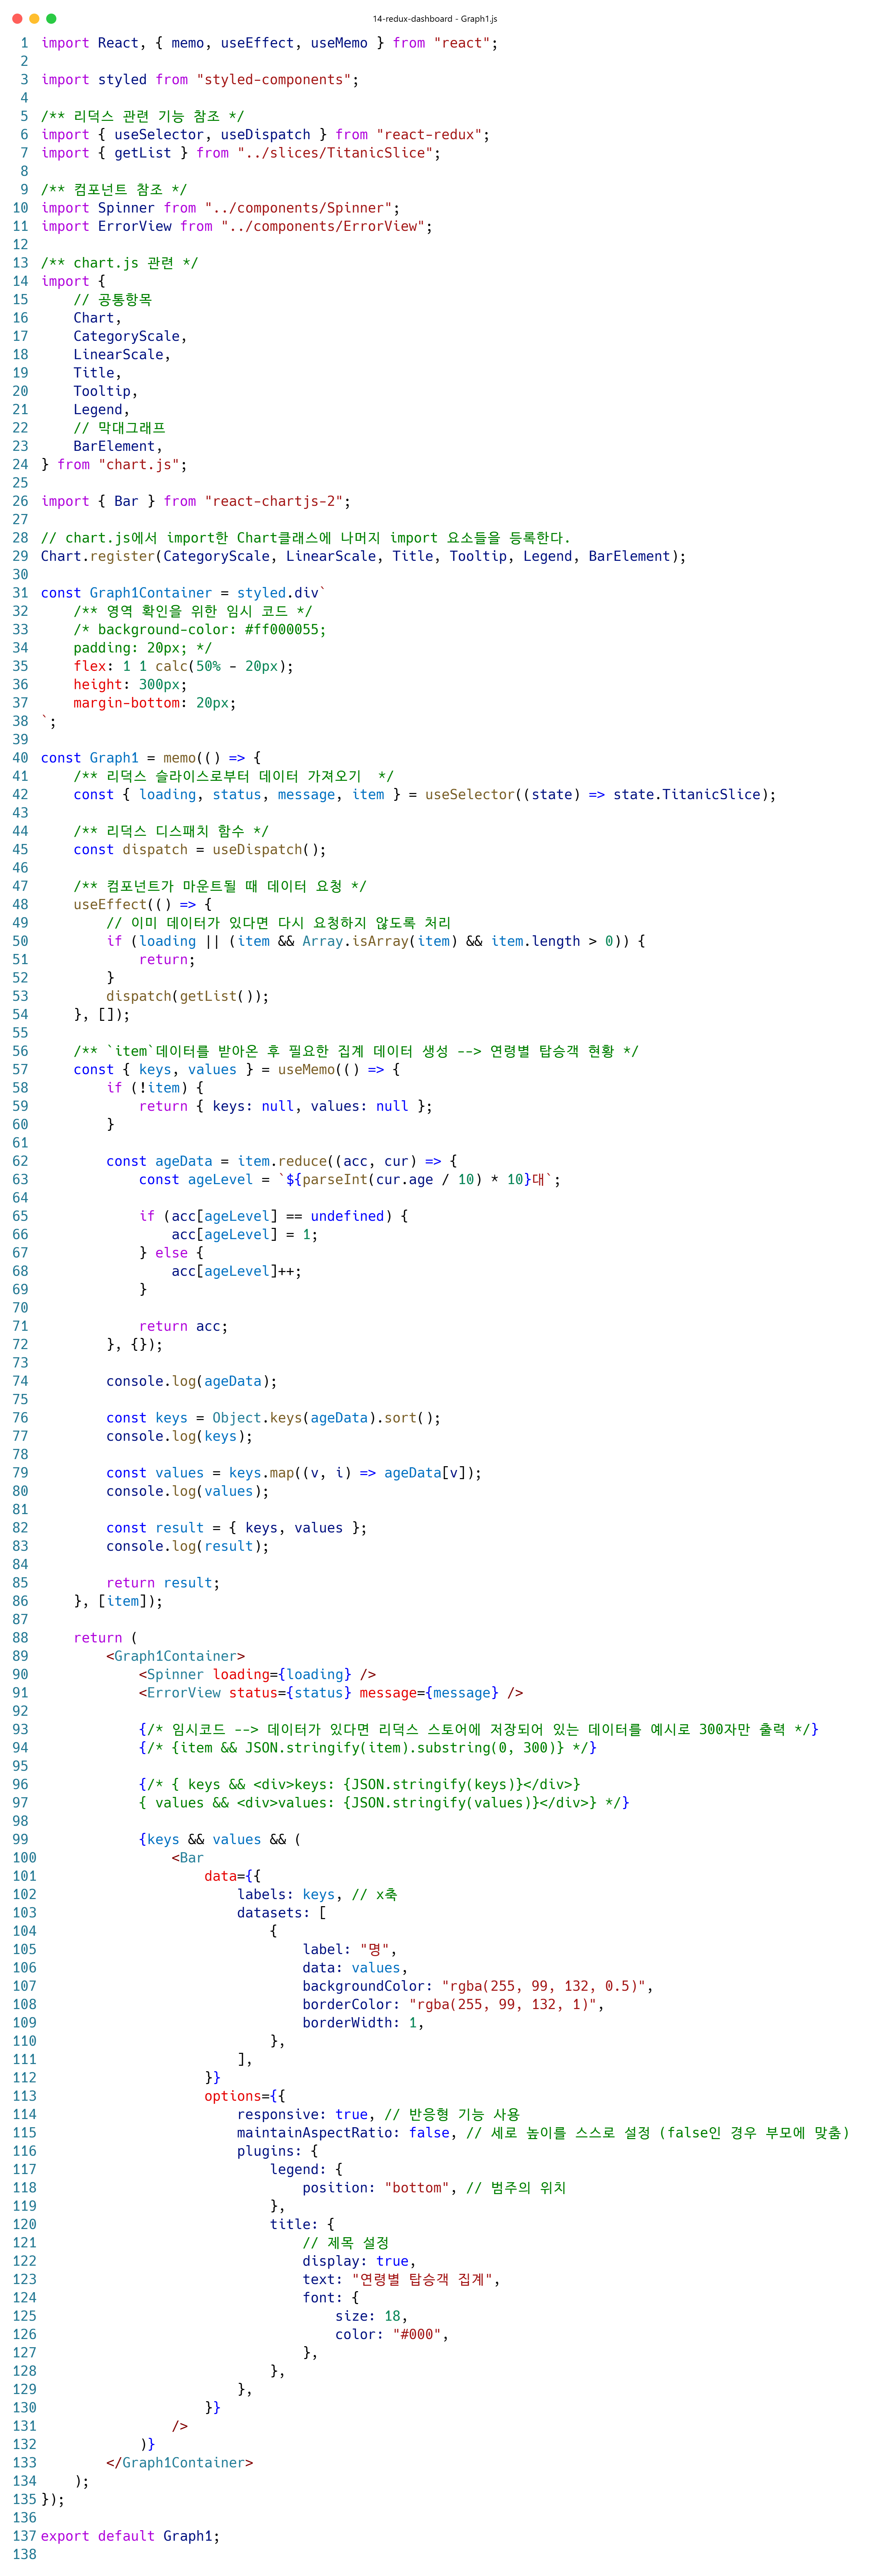 14-redux-dashboard - Graph1.js
1 import React, { memo, useEffect, useMemo } from "react";
2
3 import styled from "styled-components";
4
5 /** 리덕스 관련 기능 참조 */
6 import { useSelector, useDispatch } from "react-redux";
7 import { getList } from "../slices/TitanicSlice";
8
9 /** 컴포넌트 참조 */
10 import Spinner from "../components/Spinner";
11 import ErrorView from "../components/ErrorView";
12
13 /** chart.js 관련 */
14 import {
15     // 공통항목
16     Chart,
17     CategoryScale,
18     LinearScale,
19     Title,
20     Tooltip,
21     Legend,
22     // 막대그래프
23     BarElement,
24 } from "chart.js";
25
26 import { Bar } from "react-chartjs-2";
27
28 // chart.js에서 import한 Chart클래스에 나머지 import 요소들을 등록한다.
29 Chart.register(CategoryScale, LinearScale, Title, Tooltip, Legend, BarElement);
30
31 const Graph1Container = styled.div`
32     /** 영역 확인을 위한 임시 코드 */
33     /* background-color: #ff000055;
34     padding: 20px; */
35     flex: 1 1 calc(50% - 20px);
36     height: 300px;
37     margin-bottom: 20px;
38 `;
39
40 const Graph1 = memo(() => {
41     /** 리덕스 슬라이스로부터 데이터 가져오기  */
42     const { loading, status, message, item } = useSelector((state) => state.TitanicSlice);
43
44     /** 리덕스 디스패치 함수 */
45     const dispatch = useDispatch();
46
47     /** 컴포넌트가 마운트될 때 데이터 요청 */
48     useEffect(() => {
49         // 이미 데이터가 있다면 다시 요청하지 않도록 처리
50         if (loading || (item && Array.isArray(item) && item.length > 0)) {
51             return;
52         }
53         dispatch(getList());
54     }, []);
55
56     /** `item`데이터를 받아온 후 필요한 집계 데이터 생성 --> 연령별 탑승객 현황 */
57     const { keys, values } = useMemo(() => {
58         if (!item) {
59             return { keys: null, values: null };
60         }
61
62         const ageData = item.reduce((acc, cur) => {
63             const ageLevel = `${parseInt(cur.age / 10) * 10}대`;
64
65             if (acc[ageLevel] == undefined) {
66                 acc[ageLevel] = 1;
67             } else {
68                 acc[ageLevel]++;
69             }
70
71             return acc;
72         }, {});
73
74         console.log(ageData);
75
76         const keys = Object.keys(ageData).sort();
77         console.log(keys);
78
79         const values = keys.map((v, i) => ageData[v]);
80         console.log(values);
81
82         const result = { keys, values };
83         console.log(result);
84
85         return result;
86     }, [item]);
87
88     return (
89         <Graph1Container>
90             <Spinner loading={loading} />
91             <ErrorView status={status} message={message} />
92
93             {/* 임시코드 --> 데이터가 있다면 리덕스 스토어에 저장되어 있는 데이터를 예시로 300자만 출력 */}
94             {/* {item && JSON.stringify(item).substring(0, 300)} */}
95
96             {/* { keys && <div>keys: {JSON.stringify(keys)}</div>}
97             { values && <div>values: {JSON.stringify(values)}</div>} */}
98
99             {keys && values && (
100                 <Bar
101                     data={{
102                         labels: keys, // x축
103                         datasets: [
104                             {
105                                 label: "명",
106                                 data: values,
107                                 backgroundColor: "rgba(255, 99, 132, 0.5)",
108                                 borderColor: "rgba(255, 99, 132, 1)",
109                                 borderWidth: 1,
110                             },
111                         ],
112                     }}
113                     options={{
114                         responsive: true, // 반응형 기능 사용
115                         maintainAspectRatio: false, // 세로 높이를 스스로 설정 (false인 경우 부모에 맞춤)
116                         plugins: {
117                             legend: {
118                                 position: "bottom", // 범주의 위치
119                             },
120                             title: {
121                                 // 제목 설정
122                                 display: true,
123                                 text: "연령별 탑승객 집계",
124                                 font: {
125                                     size: 18,
126                                     color: "#000",
127                                 },
128                             },
129                         },
130                     }}
131                 />
132             )}
133         </Graph1Container>
134     );
135 });
136
137 export default Graph1;
138